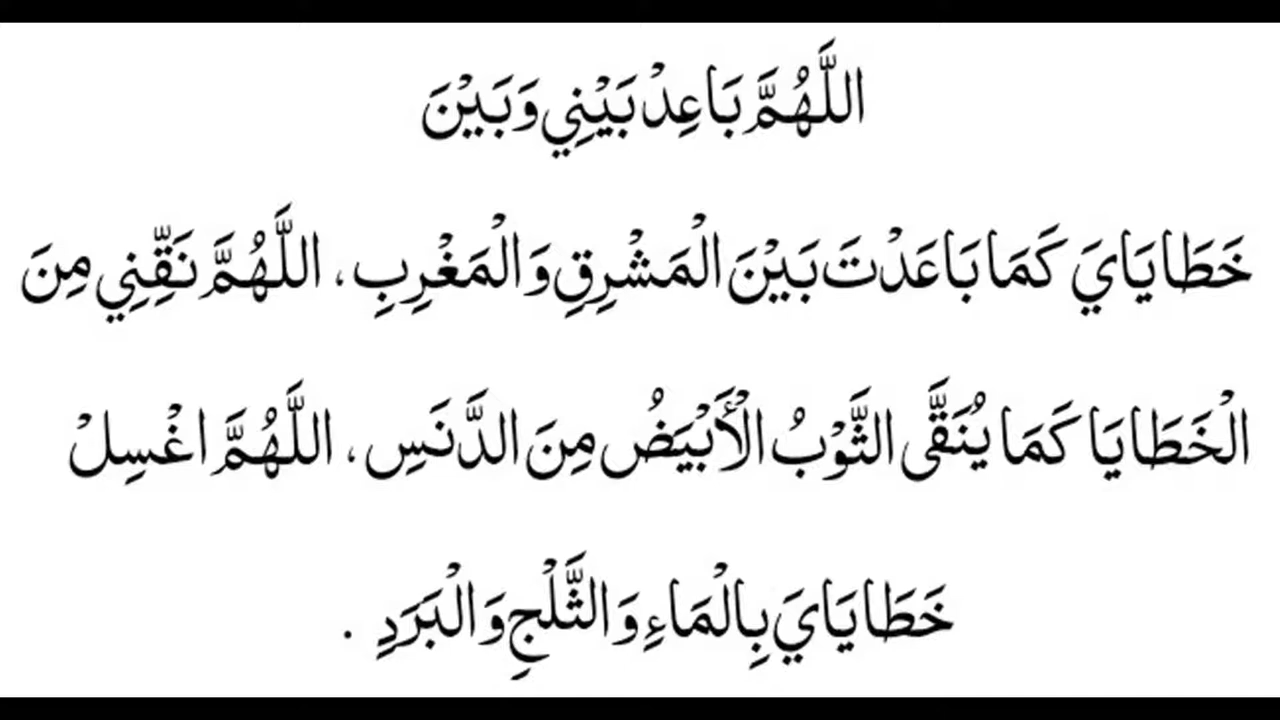 اللَّهُمَّ بَاعِدْ بَيْنِي وَبَيْنَ
خَطَايَايَ كَمَا بَاعَدْتَ بَيْنَ الْمَشْرِقِ وَالْمَغْرِبِ، اللَّهُمَّ نَقِّنِي مِنَ
الْخَطَايَا كَمَا يُنَقَّى الثَّوْبُ الْأَبْيَضُ مِنَ الدَّنَسِ، اللَّهُمَّ اغْسِلْ
خَطَايَايَ بِالْمَاءِ وَالثَّلْجِ وَالْبَرَدِ .